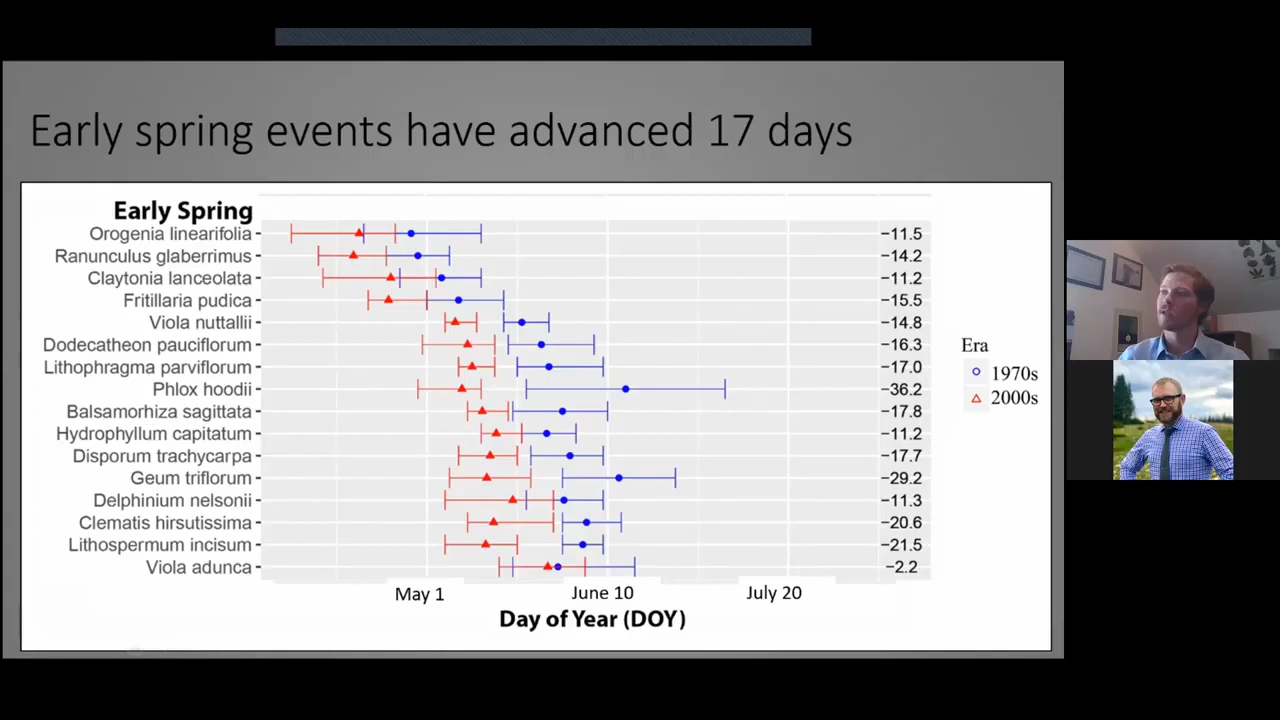 Early spring events have advanced 17 days
Early Spring
Orogenia linearifolia −11.5
Ranunculus glaberrimus −14.2
Claytonia lanceolata −11.2
Fritillaria pudica −15.5
Viola nuttallii −14.8
Dodecatheon pauciflorum −16.3
Lithophragma parviflorum −17.0
Phlox hoodii −36.2
Balsamorhiza sagittata −17.8
Hydrophyllum capitatum −11.2
Disporum trachycarpa −17.7
Geum triflorum −29.2
Delphinium nelsonii −11.3
Clematis hirsutissima −20.6
Lithospermum incisum −21.5
Viola adunca −2.2
May 1 June 10 July 20
Day of Year (DOY)
Era
1970s
2000s